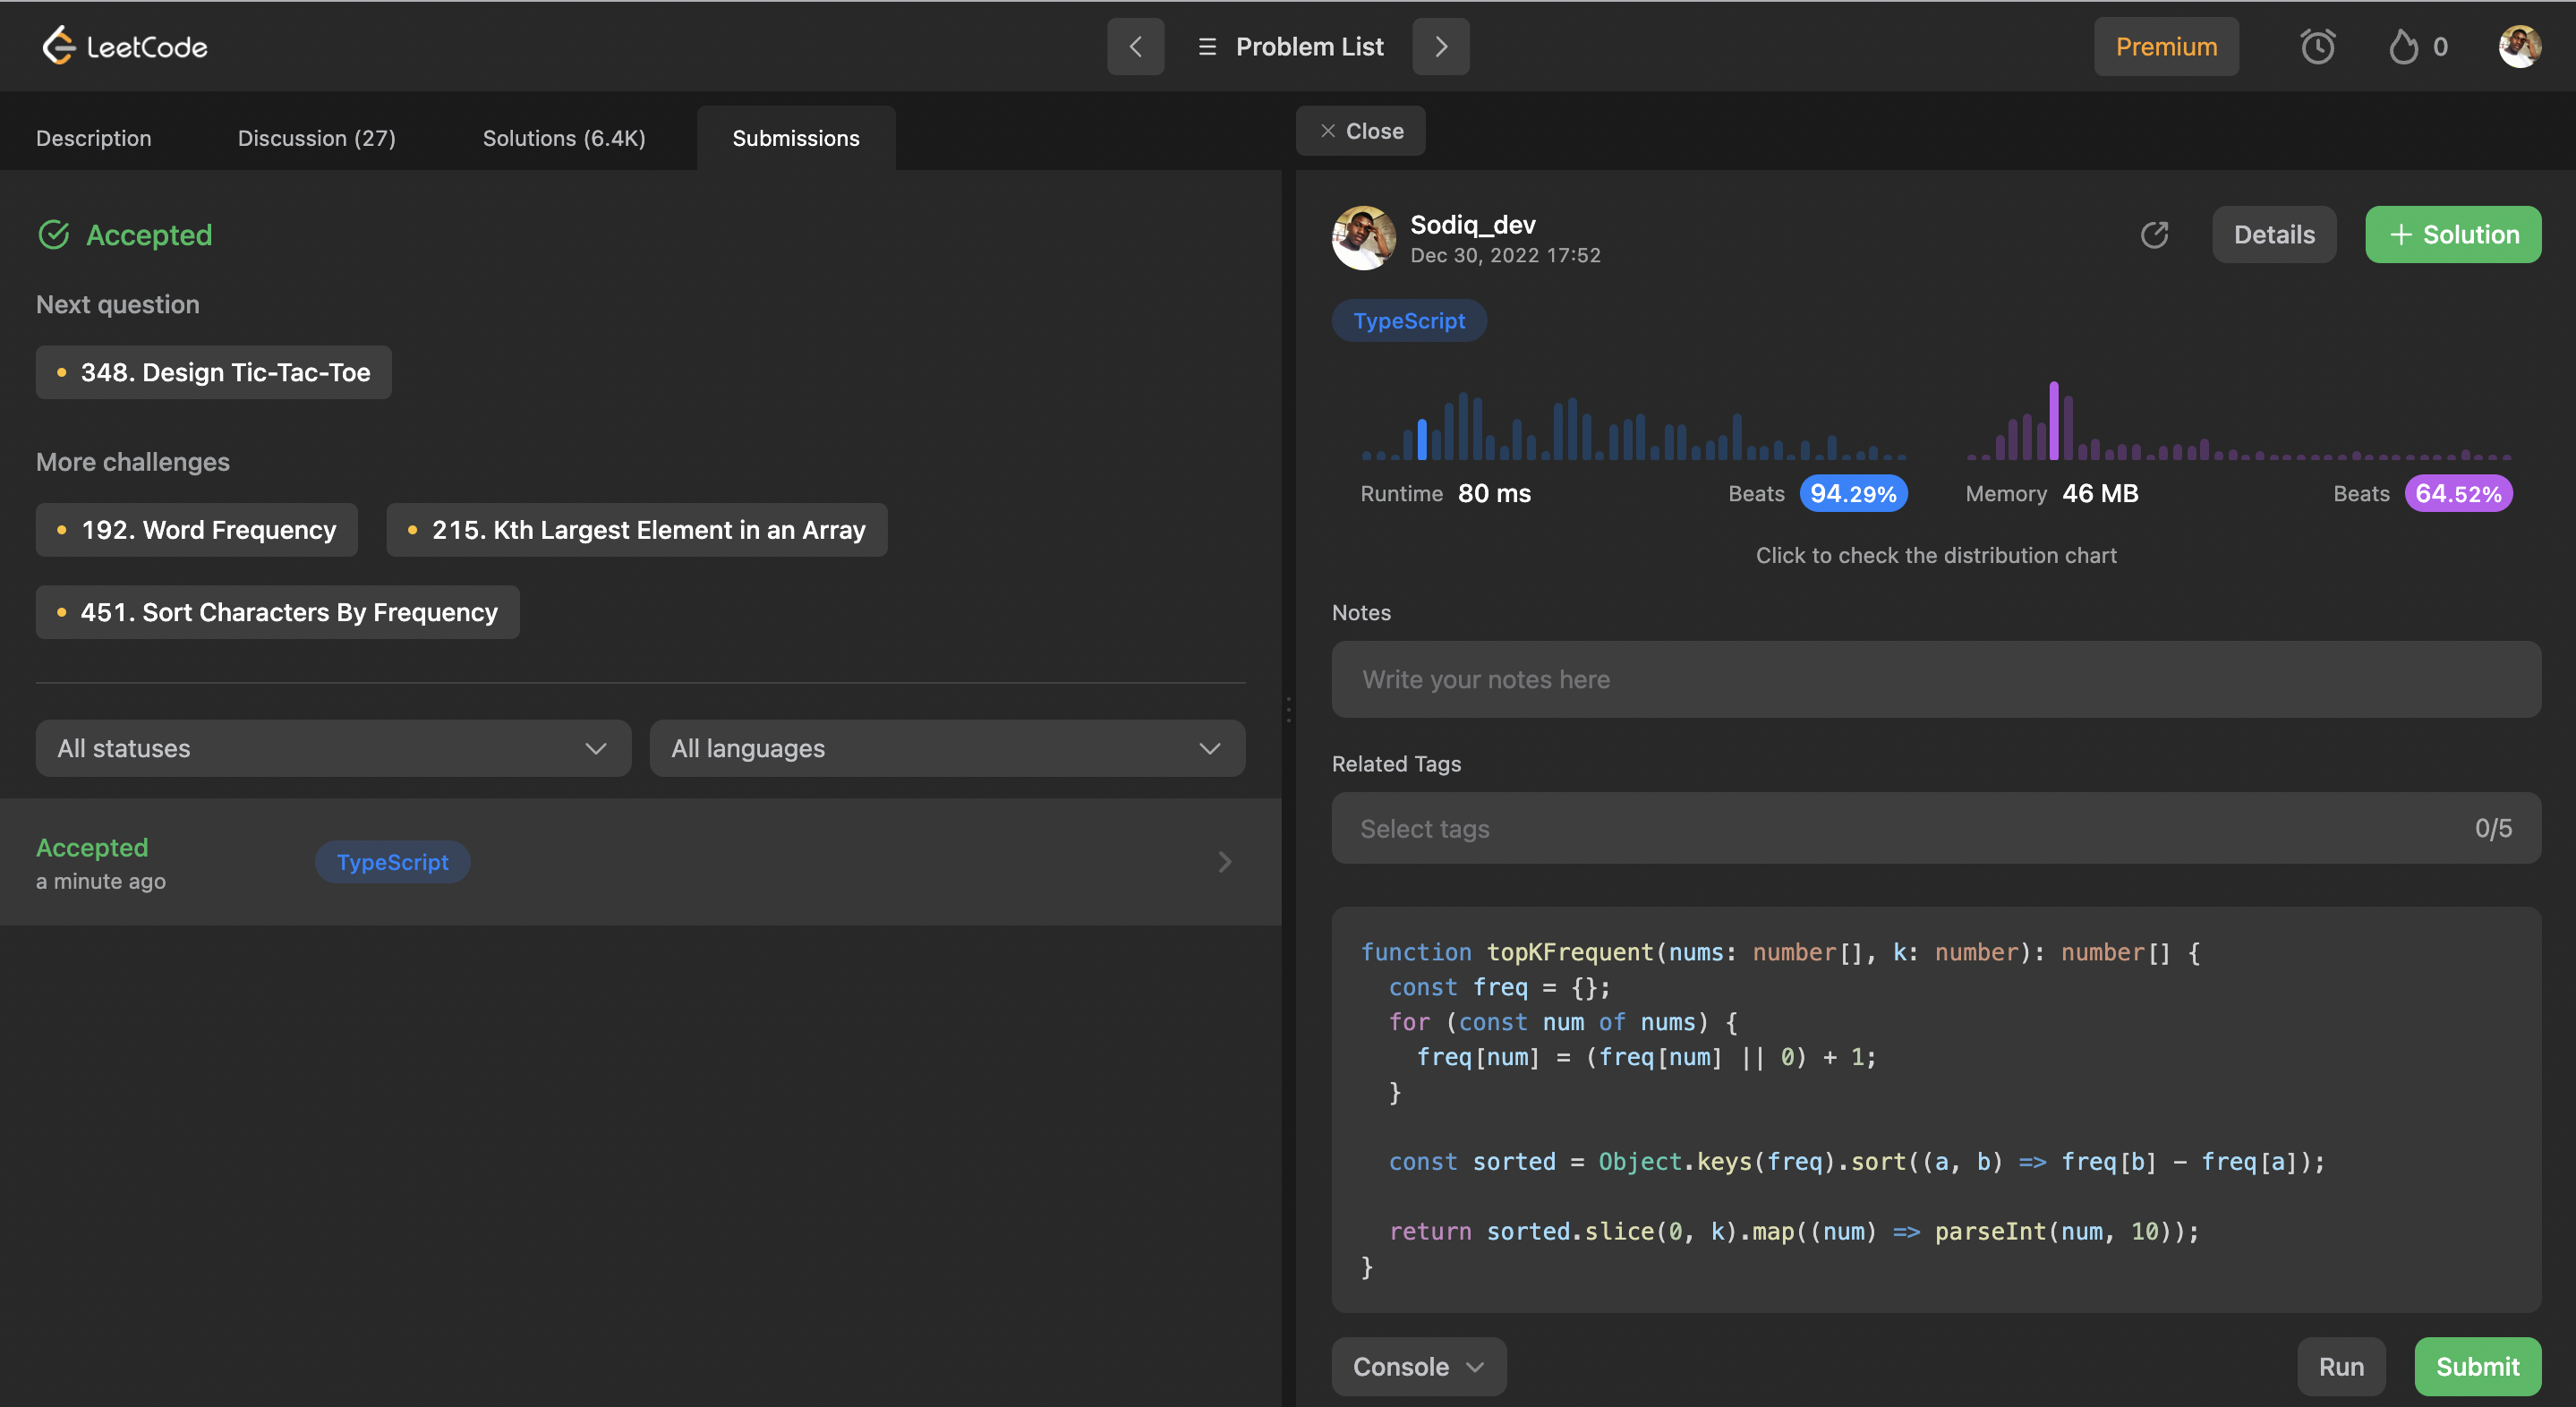 LeetCode
Problem List
Premium
0
Description
Discussion (27)
Solutions (6.4K)
Submissions
Close
Accepted
Next question
348. Design Tic-Tac-Toe
More challenges
192. Word Frequency
215. Kth Largest Element in an Array
451. Sort Characters By Frequency
All statuses
All languages
Accepted
a minute ago
TypeScript
Sodiq_dev
Dec 30, 2022 17:52
Details
Solution
TypeScript
Runtime 80 ms
Beats 94.29%
Memory 46 MB
Beats 64.52%
Click to check the distribution chart
Notes
Write your notes here
Related Tags
Select tags
0/5
function topKFrequent(nums: number[], k: number): number[] {
  const freq = {};
  for (const num of nums) {
    freq[num] = (freq[num] || 0) + 1;
  }
  const sorted = Object.keys(freq).sort((a, b) => freq[b] - freq[a]);
  return sorted.slice(0, k).map((num) => parseInt(num, 10));
}
Console
Run
Submit